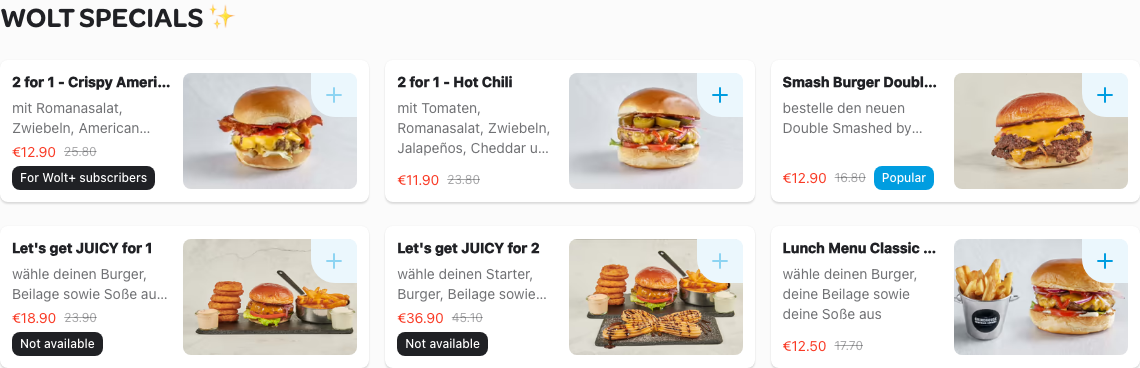 WOLT SPECIALS ✨
2 for 1 - Crispy Ameri...
mit Romanasalat,
Zwiebeln, American...
€12.90 25.80
For Wolt+ subscribers
2 for 1 - Hot Chili
mit Tomaten,
Romanasalat, Zwiebeln,
Jalapeños, Cheddar u...
€11.90 23.80
Smash Burger Doubl...
bestelle den neuen
Double Smashed by...
€12.90 16.80 Popular
Let's get JUICY for 1
wähle deinen Burger,
Beilage sowie Soße au...
€18.90 23.90
Not available
Let's get JUICY for 2
wähle deinen Starter,
Burger, Beilage sowie...
€36.90 45.10
Not available
Lunch Menu Classic ...
wähle deinen Burger,
deine Beilage sowie
deine Soße aus
€12.50 17.70